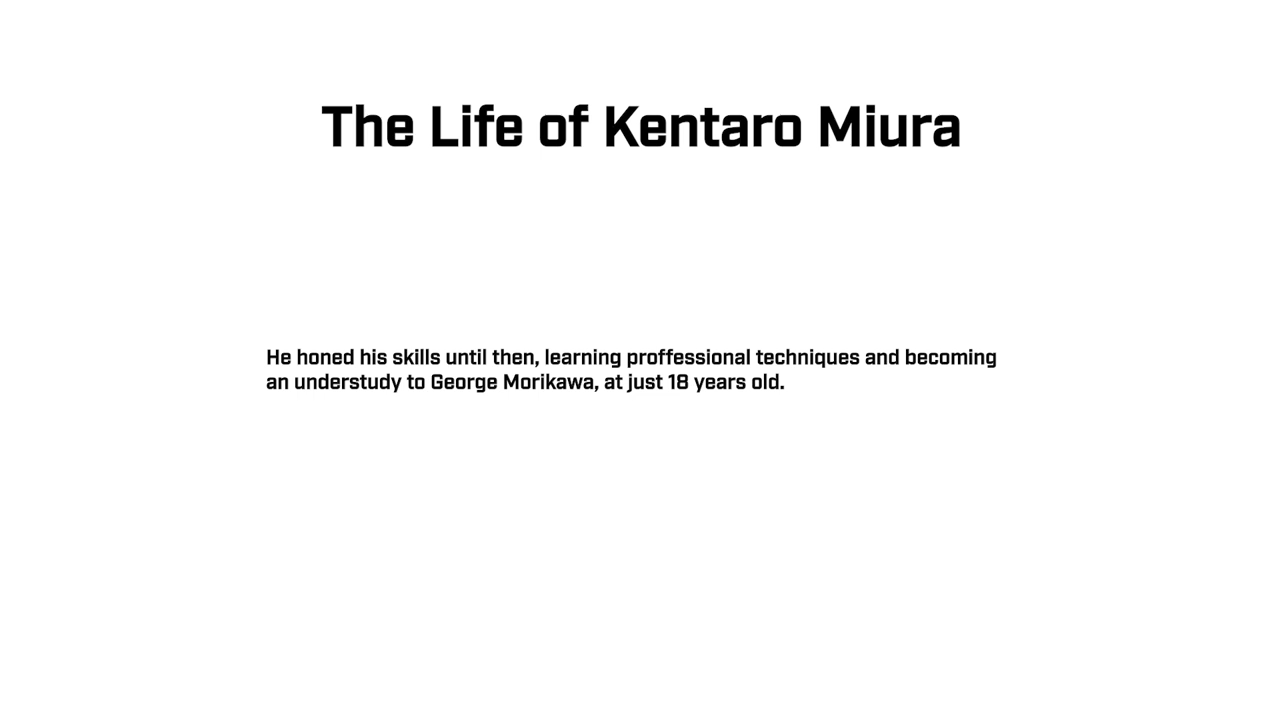 The Life of Kentaro Miura
He honed his skills until then, learning proffessional techniques and becoming
an understudy to George Morikawa, at just 18 years old.